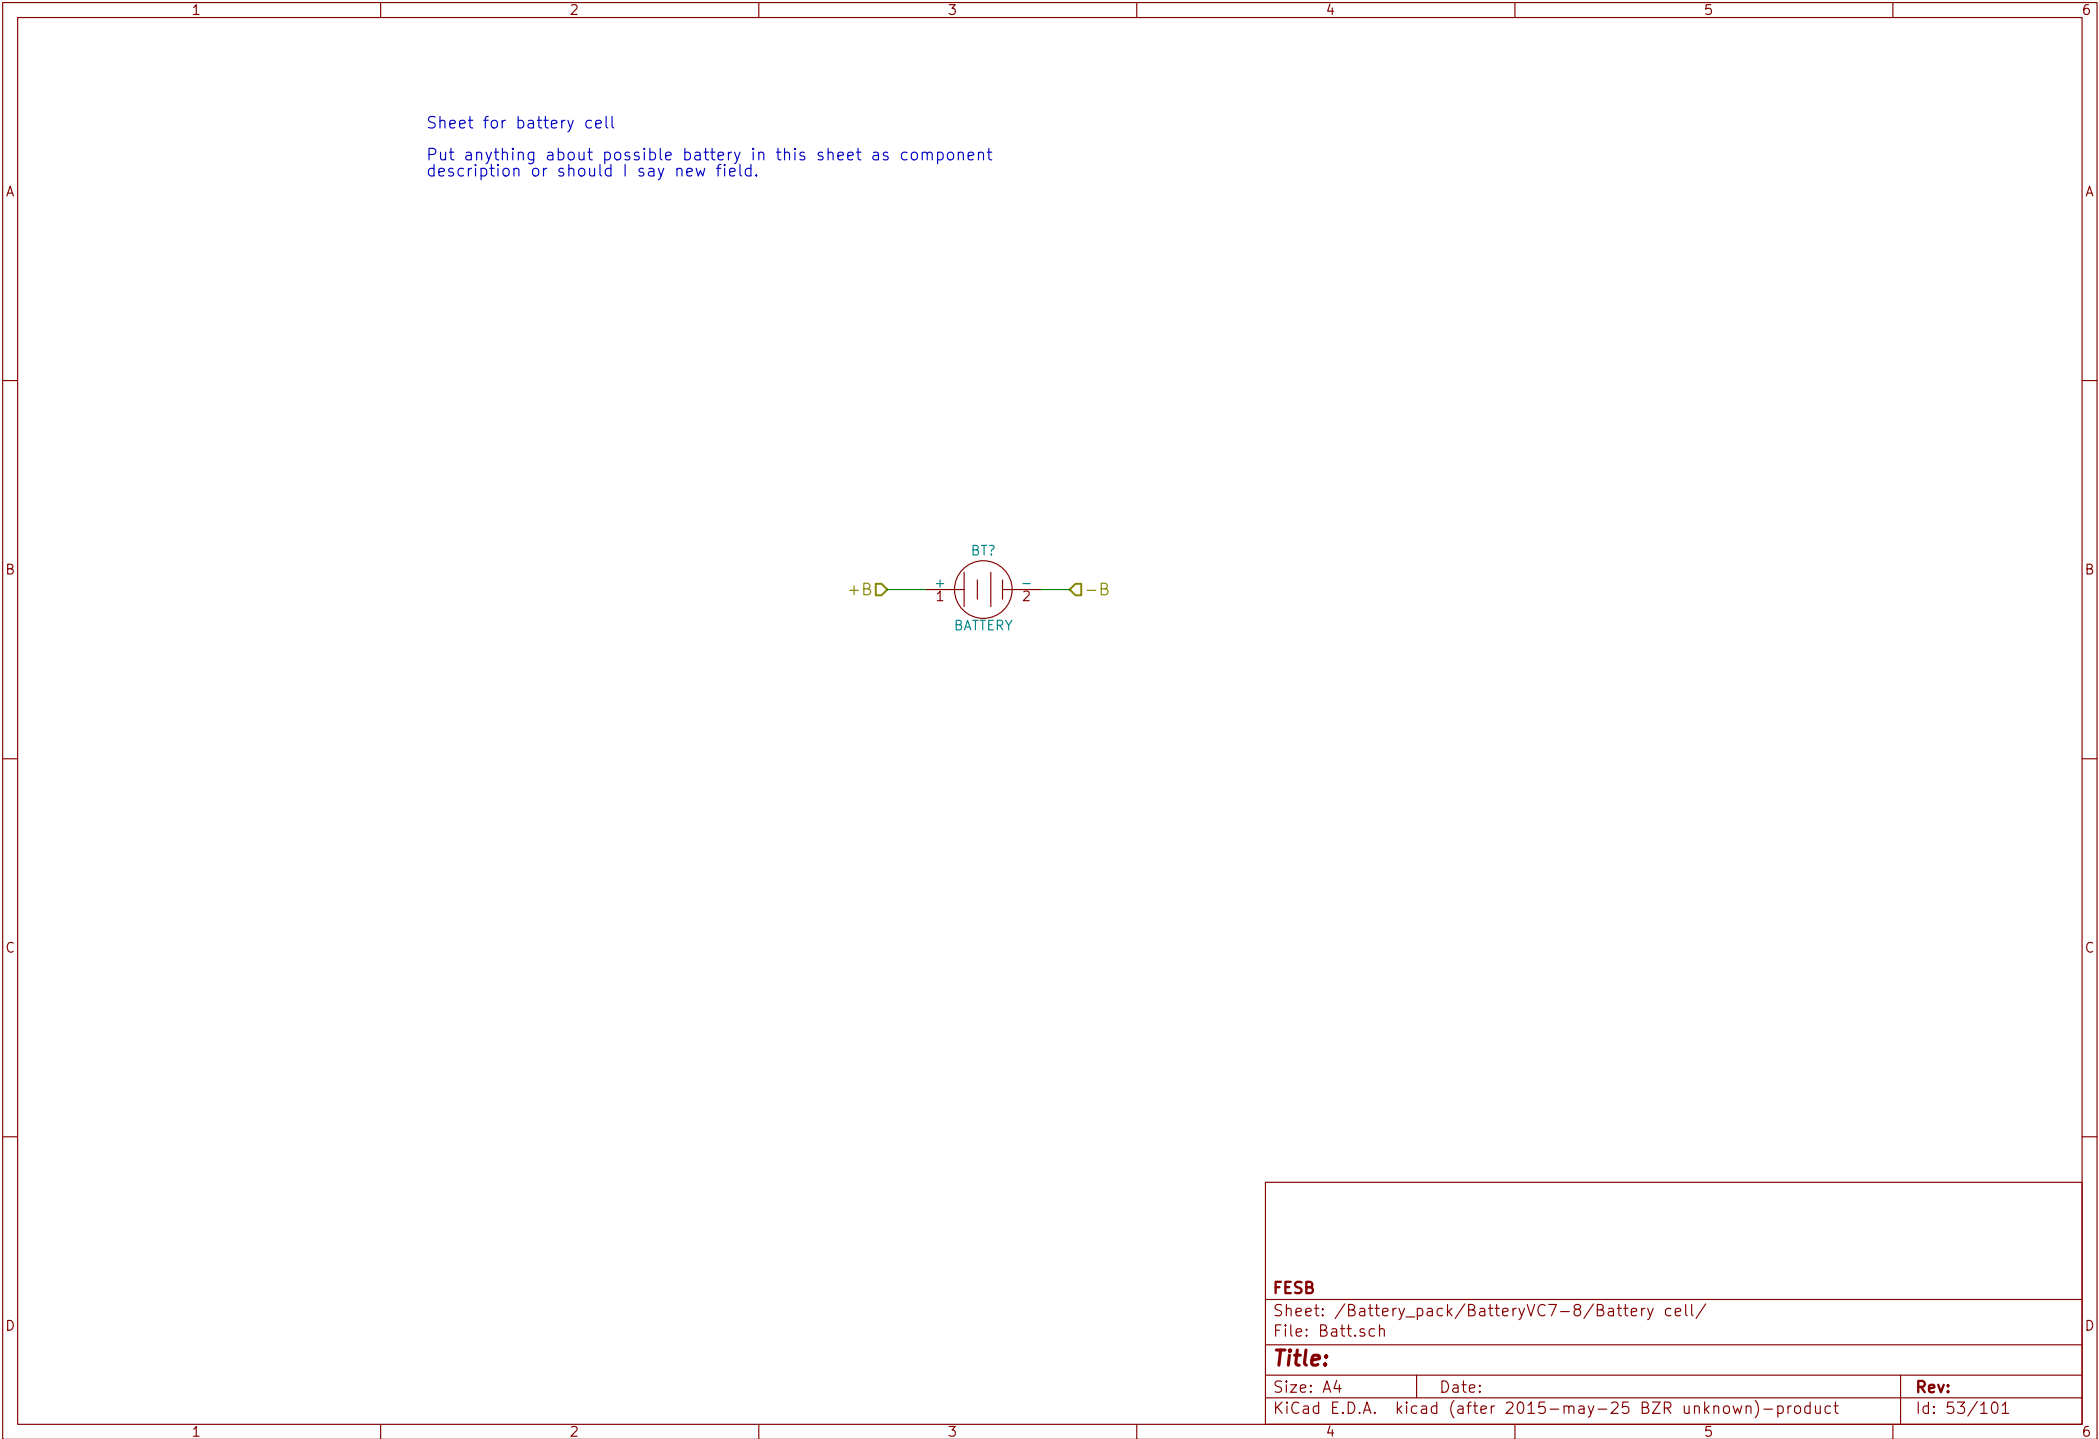 1 2 3 4 5 6
Sheet for battery cell
Put anything about possible battery in this sheet as component
description or should I say new field.
A A
BT?
B +B + 1 - 2 -B B
BATTERY
C C
FESB
Sheet: /Battery_pack/BatteryVC7-8/Battery cell/
File: Batt.sch
D D
Title:
Size: A4 Date: Rev:
KiCad E.D.A. kicad (after 2015-may-25 BZR unknown)-product Id: 53/101
1 2 3 4 5 6